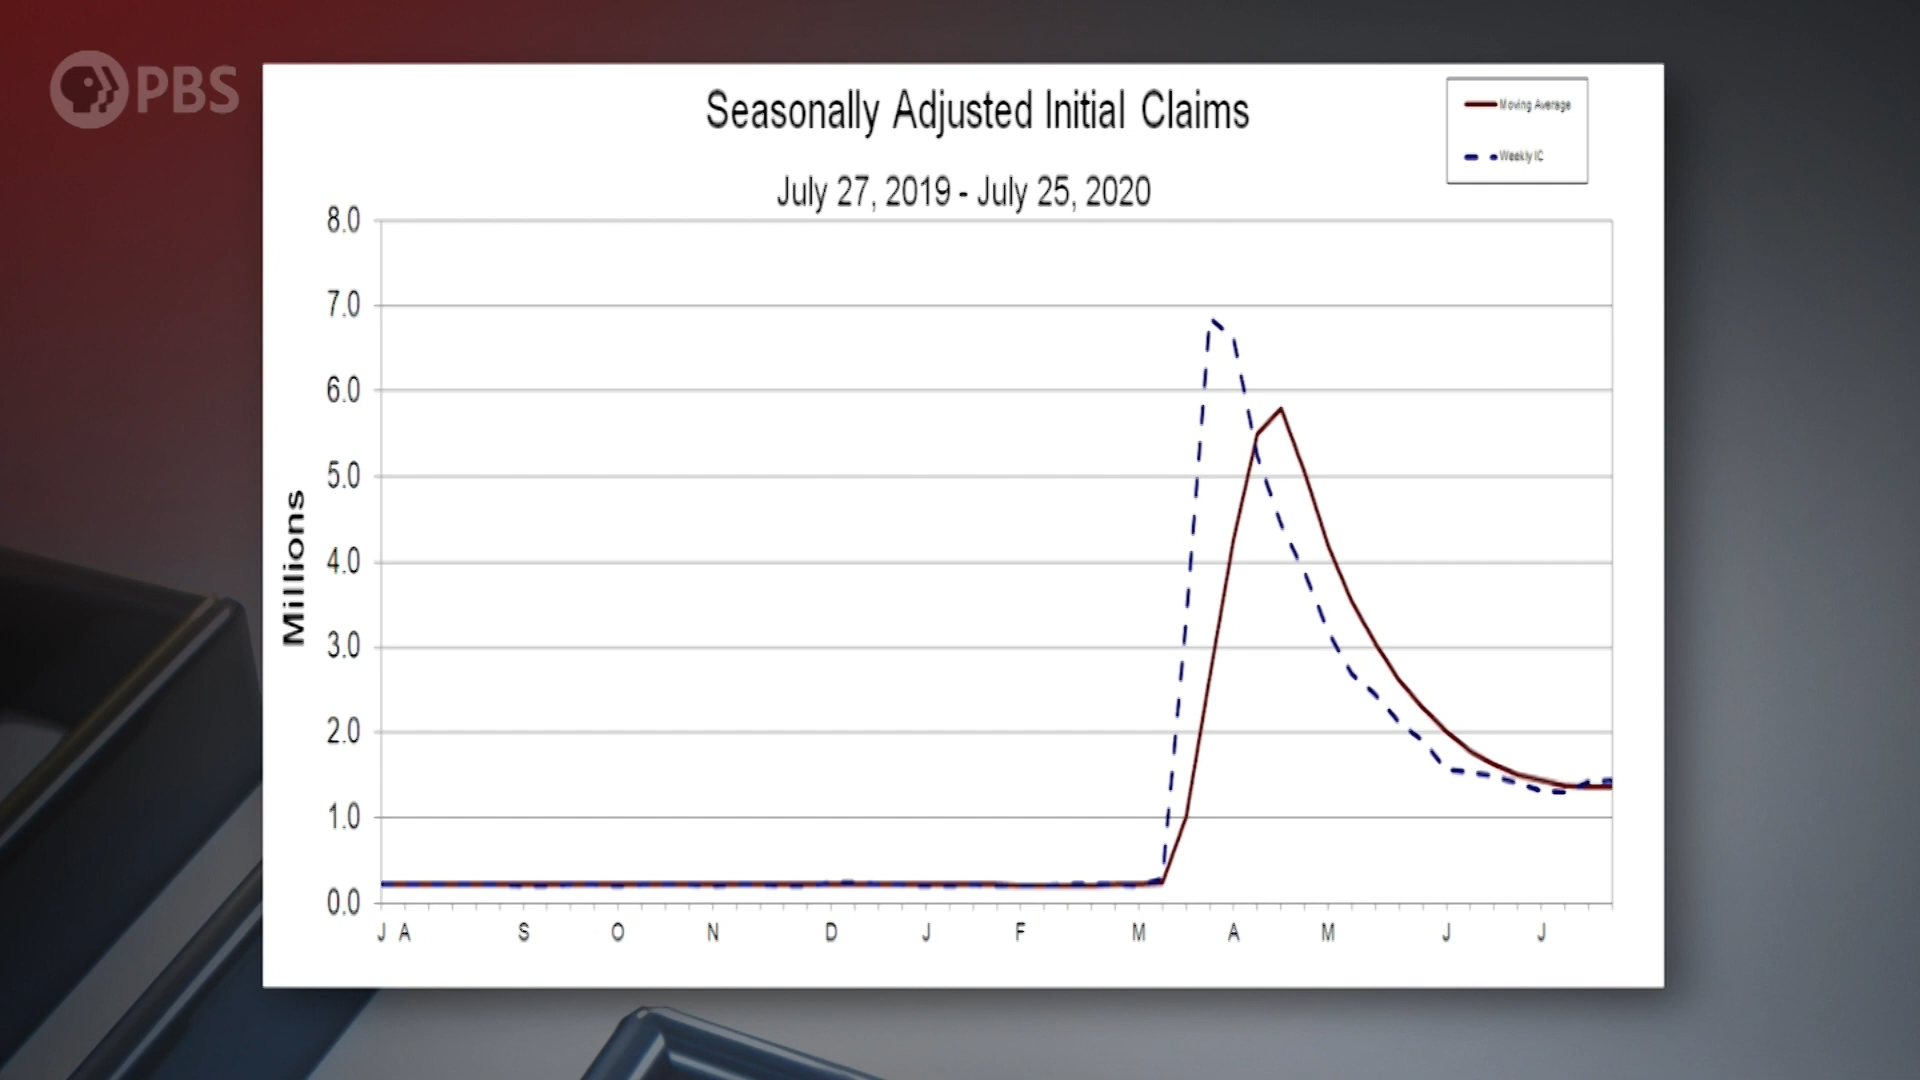 PBS
Seasonally Adjusted Initial Claims
July 27, 2019 - July 25, 2020
Moving Average
Weekly IC
Millions
8.0
7.0
6.0
5.0
4.0
3.0
2.0
1.0
0.0
J A S O N D J F M A M J J